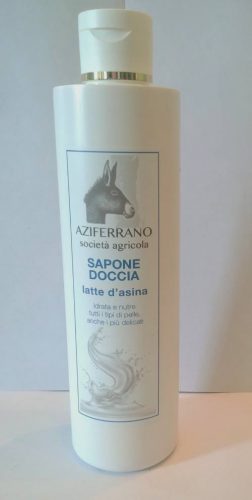 AZIFERRANO
società agricola
SAPONE
DOCCIA
latte d'asina
Idrata e nutre
tutti i tipi di pelle,
anche i più delicati